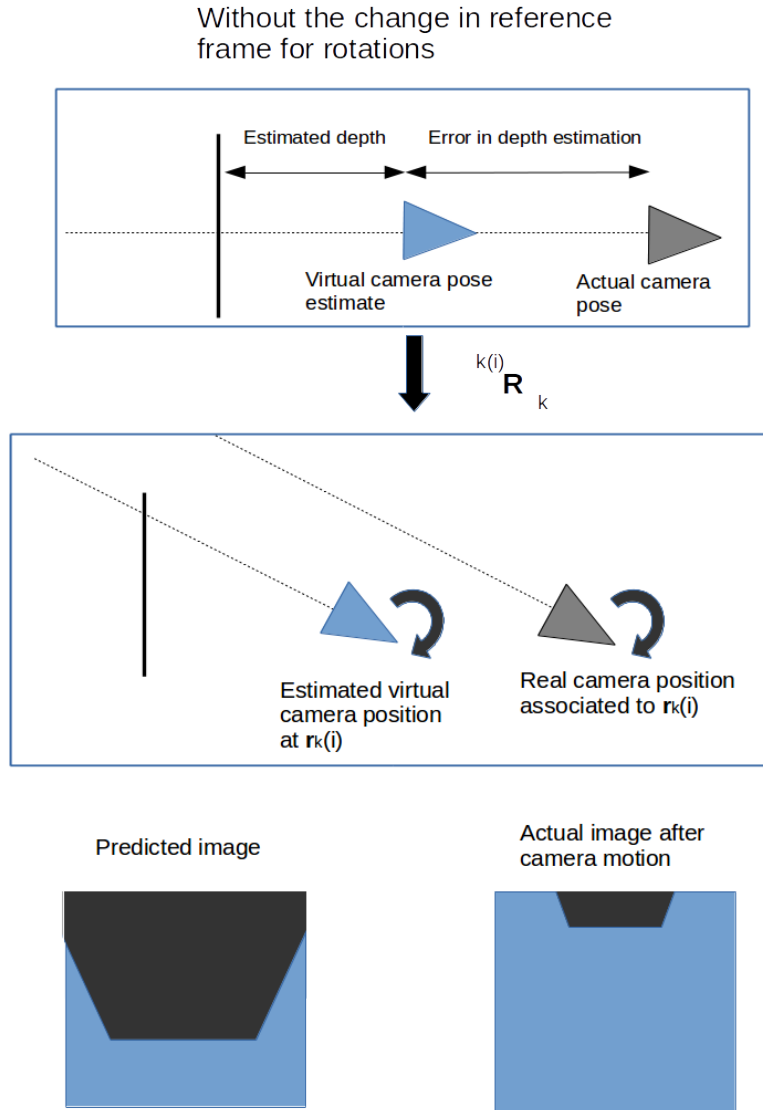 Without the change in reference
frame for rotations
Estimated depth
Error in depth estimation
Virtual camera pose
estimate
Actual camera
pose
k(i)
R
k
Estimated virtual
camera position
at rk(i)
Real camera position
associated to rk(i)
Predicted image
Actual image after
camera motion